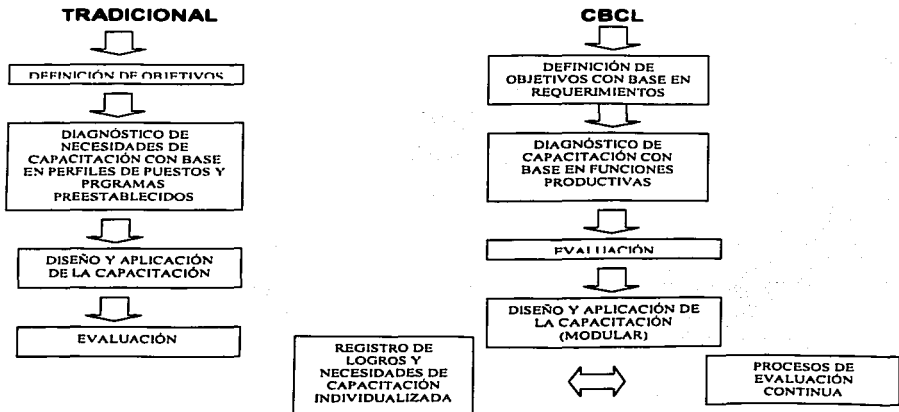 TRADICIONAL
DEFINICIÓN DE OBJETIVOS
DIAGNÓSTICO DE
NECESIDADES DE
CAPACITACIÓN CON BASE
EN PERFILES DE PUESTOS Y
PRGRAMAS
PREESTABLECIDOS
DISEÑO Y APLICACIÓN
DE LA CAPACITACIÓN
EVALUACIÓN
CBCL
DEFINICIÓN DE
OBJETIVOS CON BASE EN
REQUERIMIENTOS
DIAGNÓSTICO DE
CAPACITACIÓN CON
BASE EN FUNCIONES
PRODUCTIVAS
EVALUACIÓN
DISEÑO Y APLICACIÓN DE
LA CAPACITACIÓN
(MODULAR)
REGISTRO DE
LOGROS Y
NECESIDADES DE
CAPACITACIÓN
INDIVIDUALIZADA
PROCESOS DE
EVALUACIÓN
CONTINUA